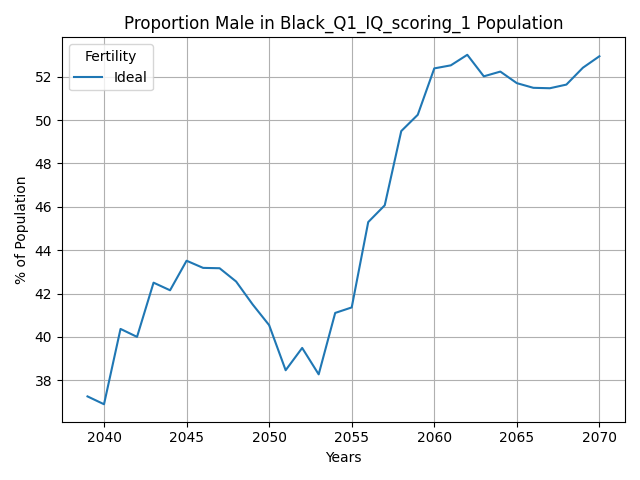 Proportion Male in Black_Q1_IQ_scoring_1 Population
Fertility
Ideal
% of Population
52
50
48
46
44
42
40
38
2040 2045 2050 2055 2060 2065 2070
Years